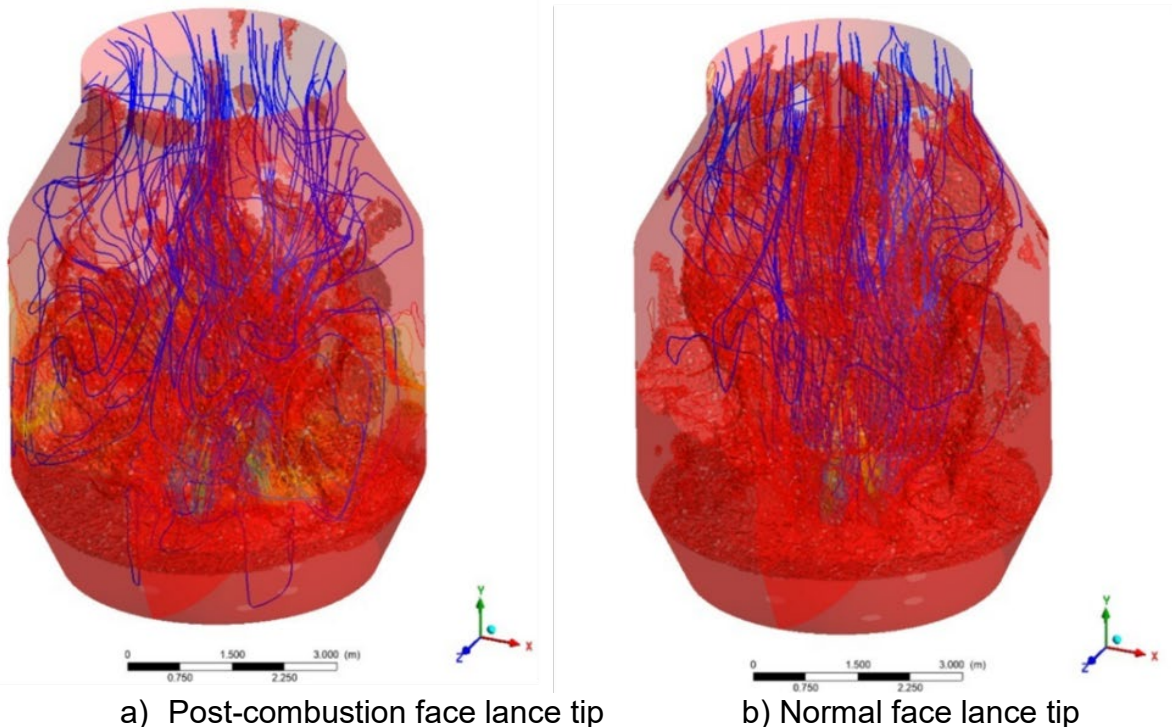 Y
X
Z
0 1.500 3.000 (m)
0.750 2.250
Y
X
Z
0 1.500 3.000 (m)
0.750 2.250
a) Post-combustion face lance tip
b) Normal face lance tip